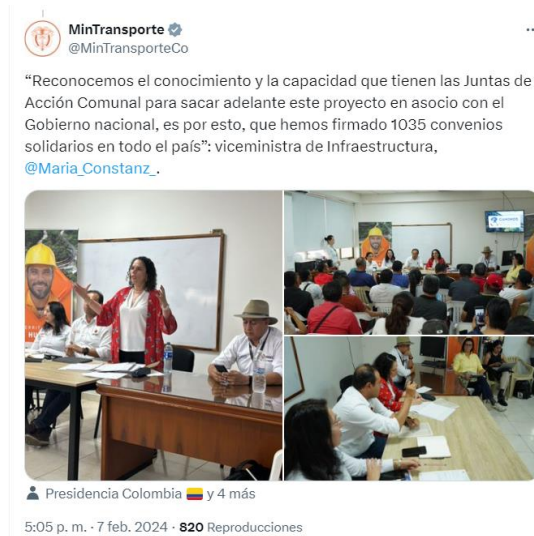 MinTransporte
@MinTransporteCo
“Reconocemos el conocimiento y la capacidad que tienen las Juntas de
Acción Comunal para sacar adelante este proyecto en asocio con el
Gobierno nacional, es por esto, que hemos firmado 1035 convenios
solidarios en todo el país”: viceministra de Infraestructura,
@Maria_Constanz_.
Presidencia Colombia 🇨🇴 y 4 más
5:05 p. m. · 7 feb. 2024 · 820 Reproducciones